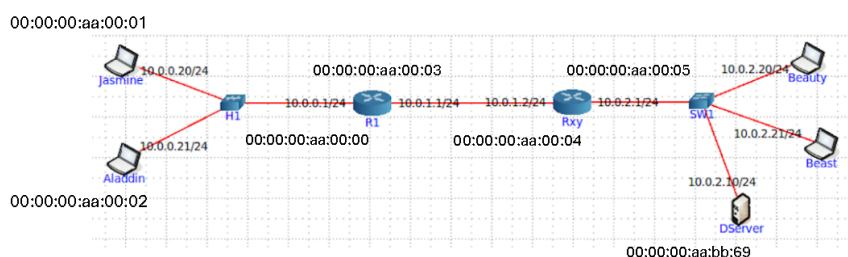 00:00:00:aa:00:01
Jasmine
10.0.0.20/24
00:00:00:aa:00:03
00:00:00:aa:00:05
10.0.2.20/24
Beauty
H1
10.0.0.1/24
R1
10.0.1.1/24
10.0.1.2/24
Rxy
10.0.2.1/24
SW1
00:00:00:aa:00:00
00:00:00:aa:00:04
10.0.2.21/24
Beast
10.0.0.21/24
Aladdin
10.0.2.10/24
DServer
00:00:00:aa:00:02
00:00:00:aa:bb:69